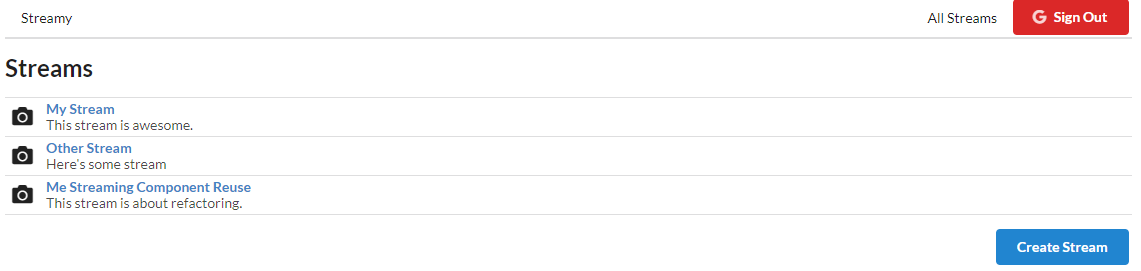 Streamy
All Streams
Sign Out
Streams
My Stream
This stream is awesome.
Other Stream
Here's some stream
Me Streaming Component Reuse
This stream is about refactoring.
Create Stream